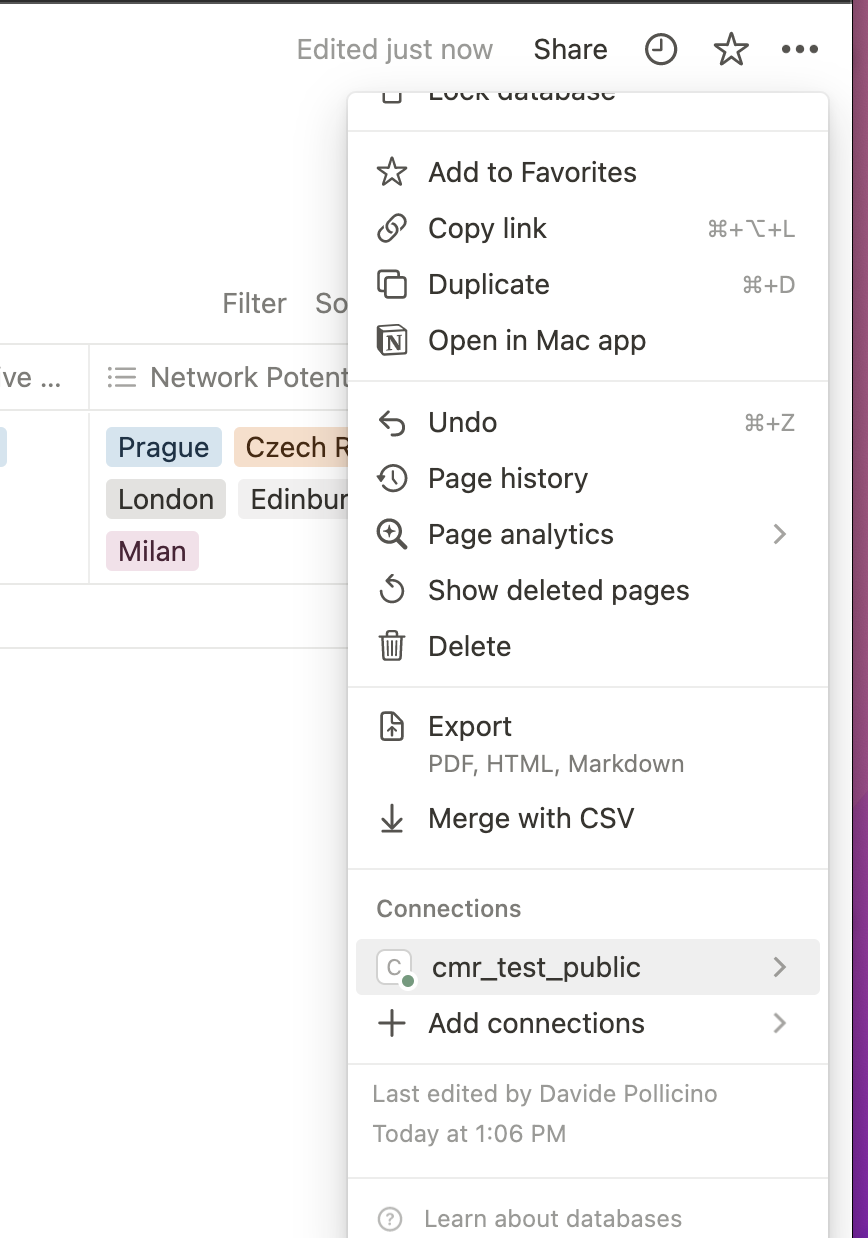 Edited just now Share
Lock database
Add to Favorites
Copy link ⌘+⌥+L
Duplicate ⌘+D
Filter
Open in Mac app
ive ... Network Potent
Undo ⌘+Z
Prague Czech R
Page history
London Edinbur
Page analytics
Milan
Show deleted pages
Delete
Export
PDF, HTML, Markdown
Merge with CSV
Connections
C cmr_test_public
Add connections
Last edited by Davide Pollicino
Today at 1:06 PM
? Learn about databases